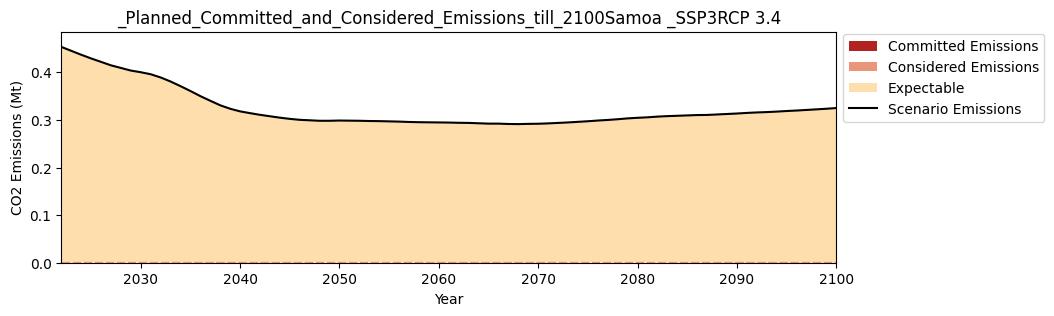 _Planned_Committed_and_Considered_Emissions_till_2100Samoa _SSP3RCP 3.4
Committed Emissions
Considered Emissions
Expectable
Scenario Emissions
CO2 Emissions (Mt)
0.4
0.3
0.2
0.1
0.0
2030 2040 2050 2060 2070 2080 2090 2100
Year